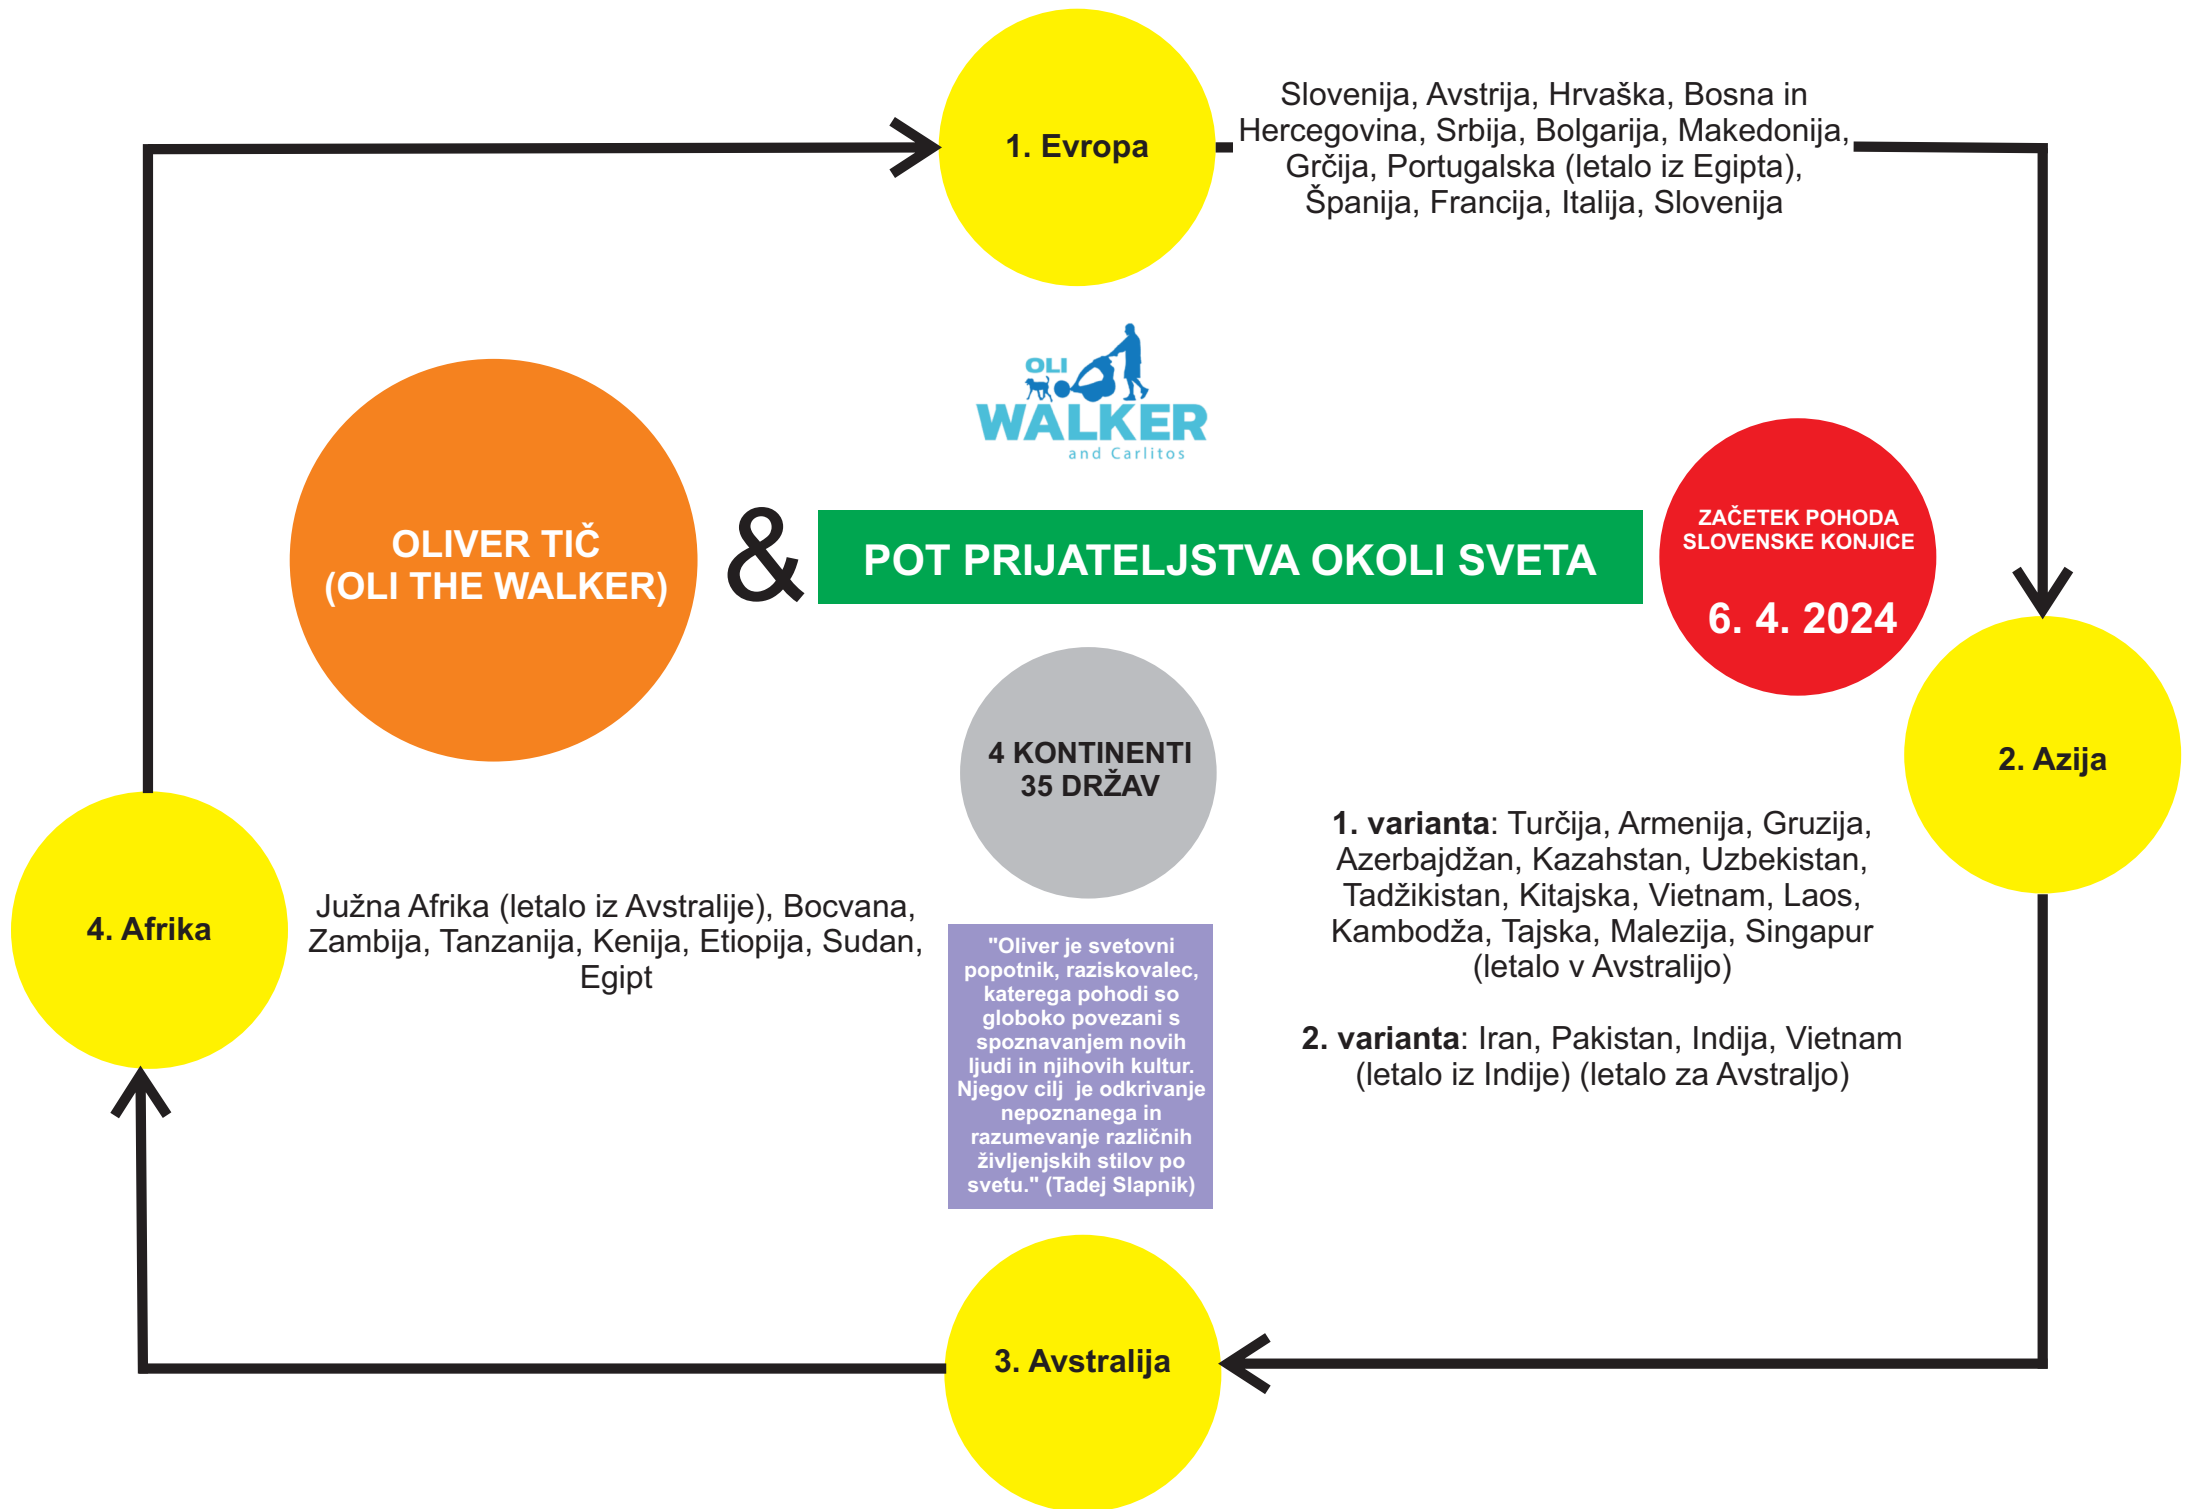 1. Evropa
Slovenija, Avstrija, Hrvaška, Bosna in
Hercegovina, Srbija, Bolgarija, Makedonija,
Grčija, Portugalska (letalo iz Egipta),
Španija, Francija, Italija, Slovenija
OLI
WALKER
and Carlitos
OLIVER TIČ
(OLI THE WALKER)
&
POT PRIJATELJSTVA OKOLI SVETA
ZAČETEK POHODA
SLOVENSKE KONJICE
6. 4. 2024
4 KONTINENTI
35 DRŽAV
2. Azija
1. varianta: Turčija, Armenija, Gruzija,
Azerbajdžan, Kazahstan, Uzbekistan,
Tadžikistan, Kitajska, Vietnam, Laos,
Kambodža, Tajska, Malezija, Singapur
(letalo v Avstralijo)
2. varianta: Iran, Pakistan, Indija, Vietnam
(letalo iz Indije) (letalo za Avstraljo)
4. Afrika
Južna Afrika (letalo iz Avstralije), Bocvana,
Zambija, Tanzanija, Kenija, Etiopija, Sudan,
Egipt
"Oliver je svetovni
popotnik, raziskovalec,
katerega pohodi so
globoko povezani s
spoznavanjem novih
ljudi in njihovih kultur.
Njegov cilj  je odkrivanje
nepoznanega in
razumevanje različnih
življenjskih stilov po
svetu." (Tadej Slapnik)
3. Avstralija